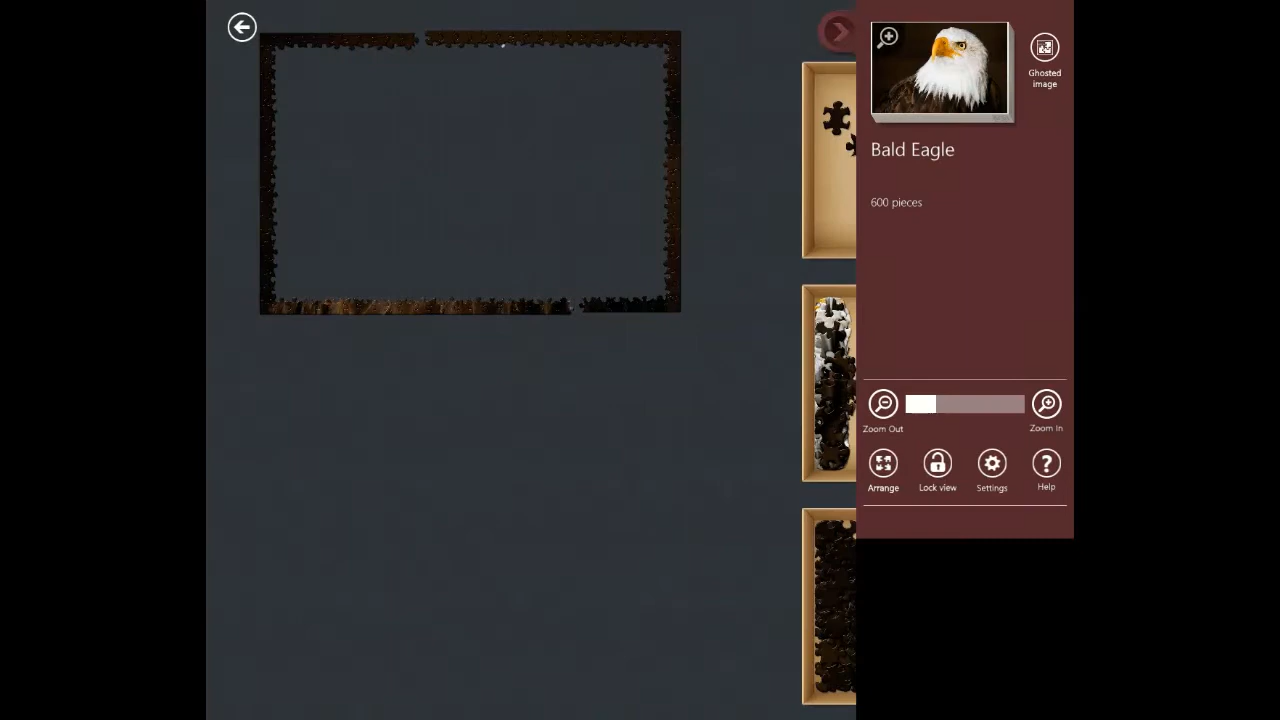 Ghosted
image
Bald Eagle
600 pieces
Zoom Out
Zoom In
Arrange
Lock view
Settings
? Help